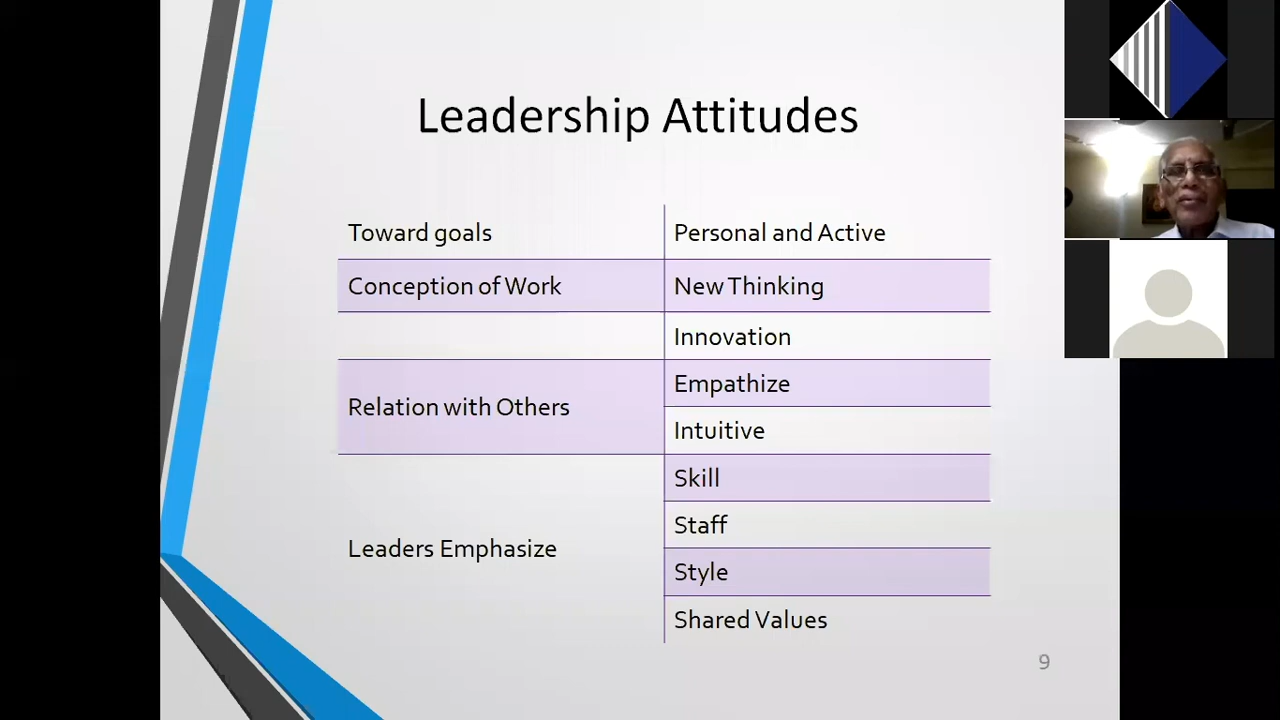 Leadership Attitudes
Toward goals
Personal and Active
Conception of Work
New Thinking
Innovation
Relation with Others
Empathize
Intuitive
Leaders Emphasize
Skill
Staff
Style
Shared Values
9